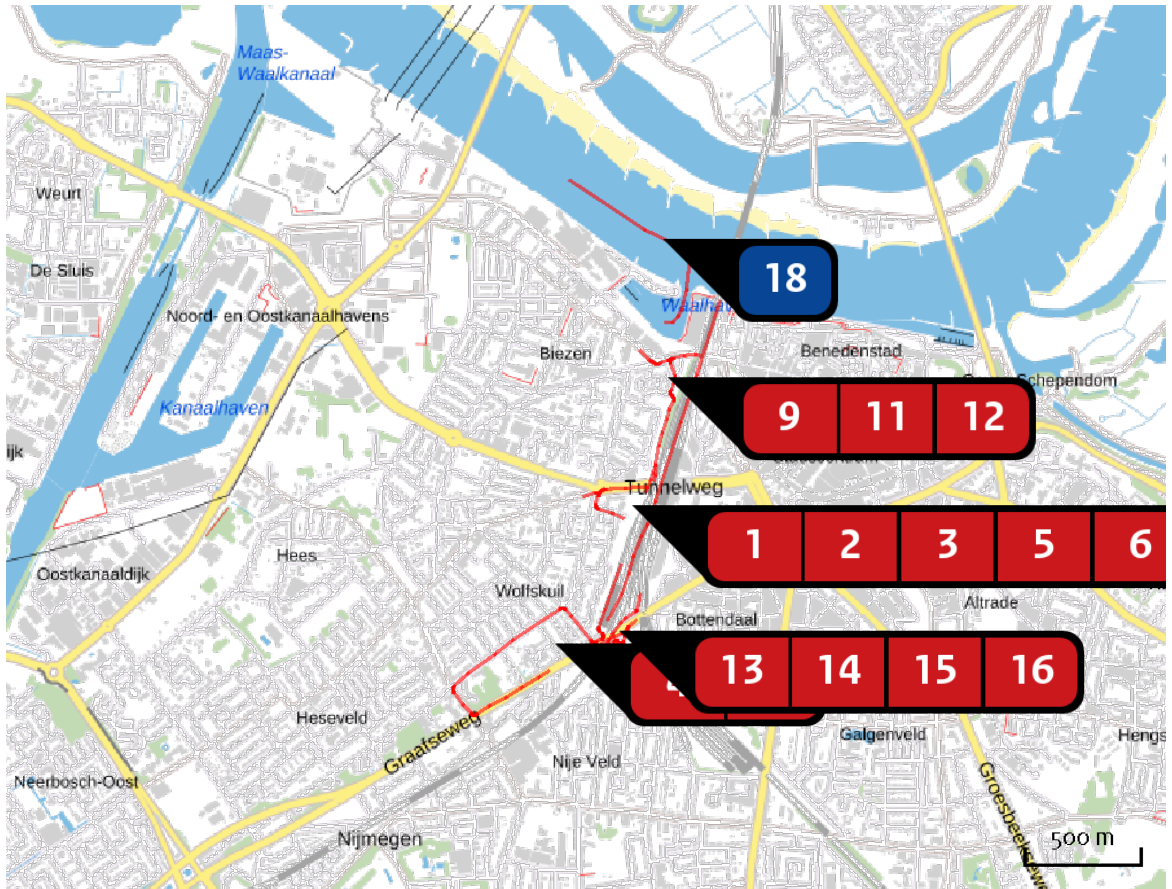 Maas-
Waalkanaal
Weurt
De Sluis
18
Noord- en Oostkanaalhavens
Biezen
Benedenstad
Schependom
Kanaalhaven
9 11 12
ijk
Tunnelweg
1 2 3 5 6
Hees
Oostkanaaldijk
Wolfskuil
Altrade
Bottendaal
13 14 15 16
Heseveld
Graafseweg
Galgenveld
Nije Veld
Neerbosch-Oost
Nijmegen
500 m